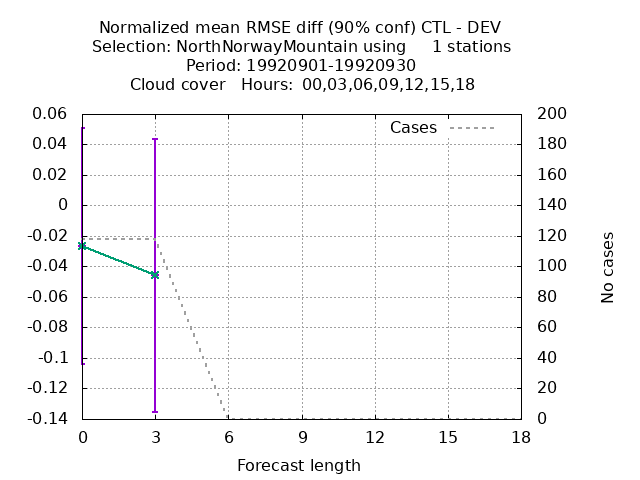 Normalized mean RMSE diff (90% conf) CTL - DEV
Selection: NorthNorwayMountain using 1 stations
Period: 19920901-19920930
Cloud cover Hours: 00,03,06,09,12,15,18
Cases
0.06
0.04
0.02
0
-0.02
-0.04
-0.06
-0.08
-0.1
-0.12
-0.14
200
180
160
140
120
100
80
60
40
20
0
No cases
0 3 6 9 12 15 18
Forecast length